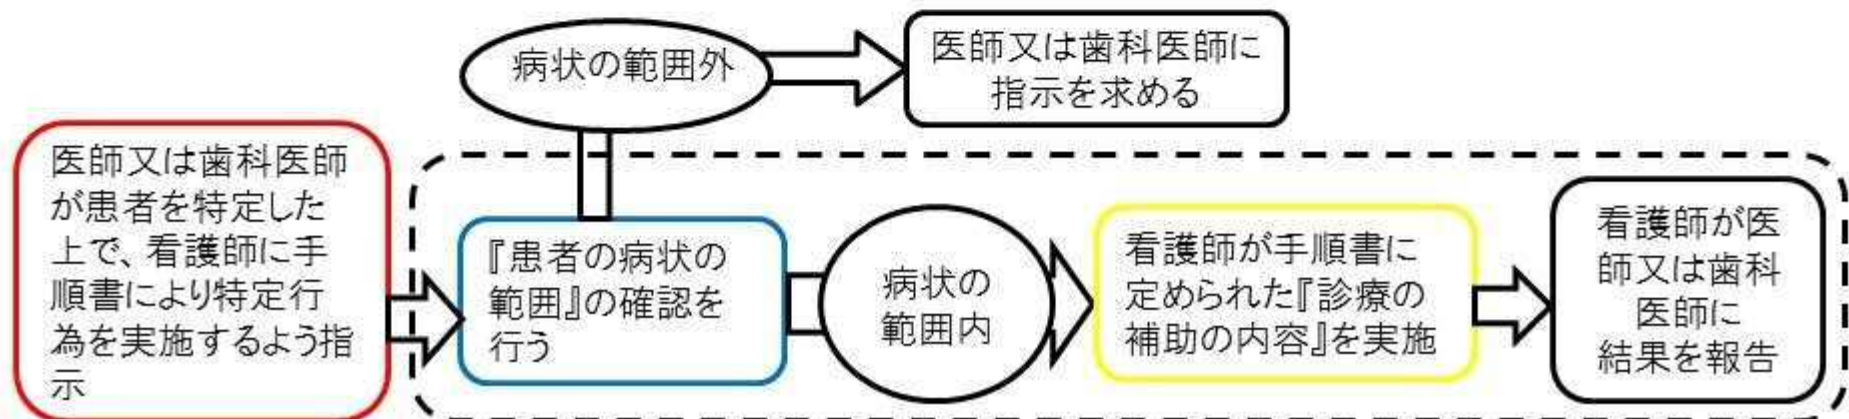 病状の範囲外
医師又は歯科医師に
指示を求める
医師又は歯科医師
が患者を特定した
上で、看護師に手
順書により特定行
為を実施するよう指
示
『患者の病状の
範囲』の確認を
行う
病状の
範囲内
看護師が手順書に
定められた『診療の
補助の内容』を実施
看護師が医
師又は歯科
医師に
結果を報告